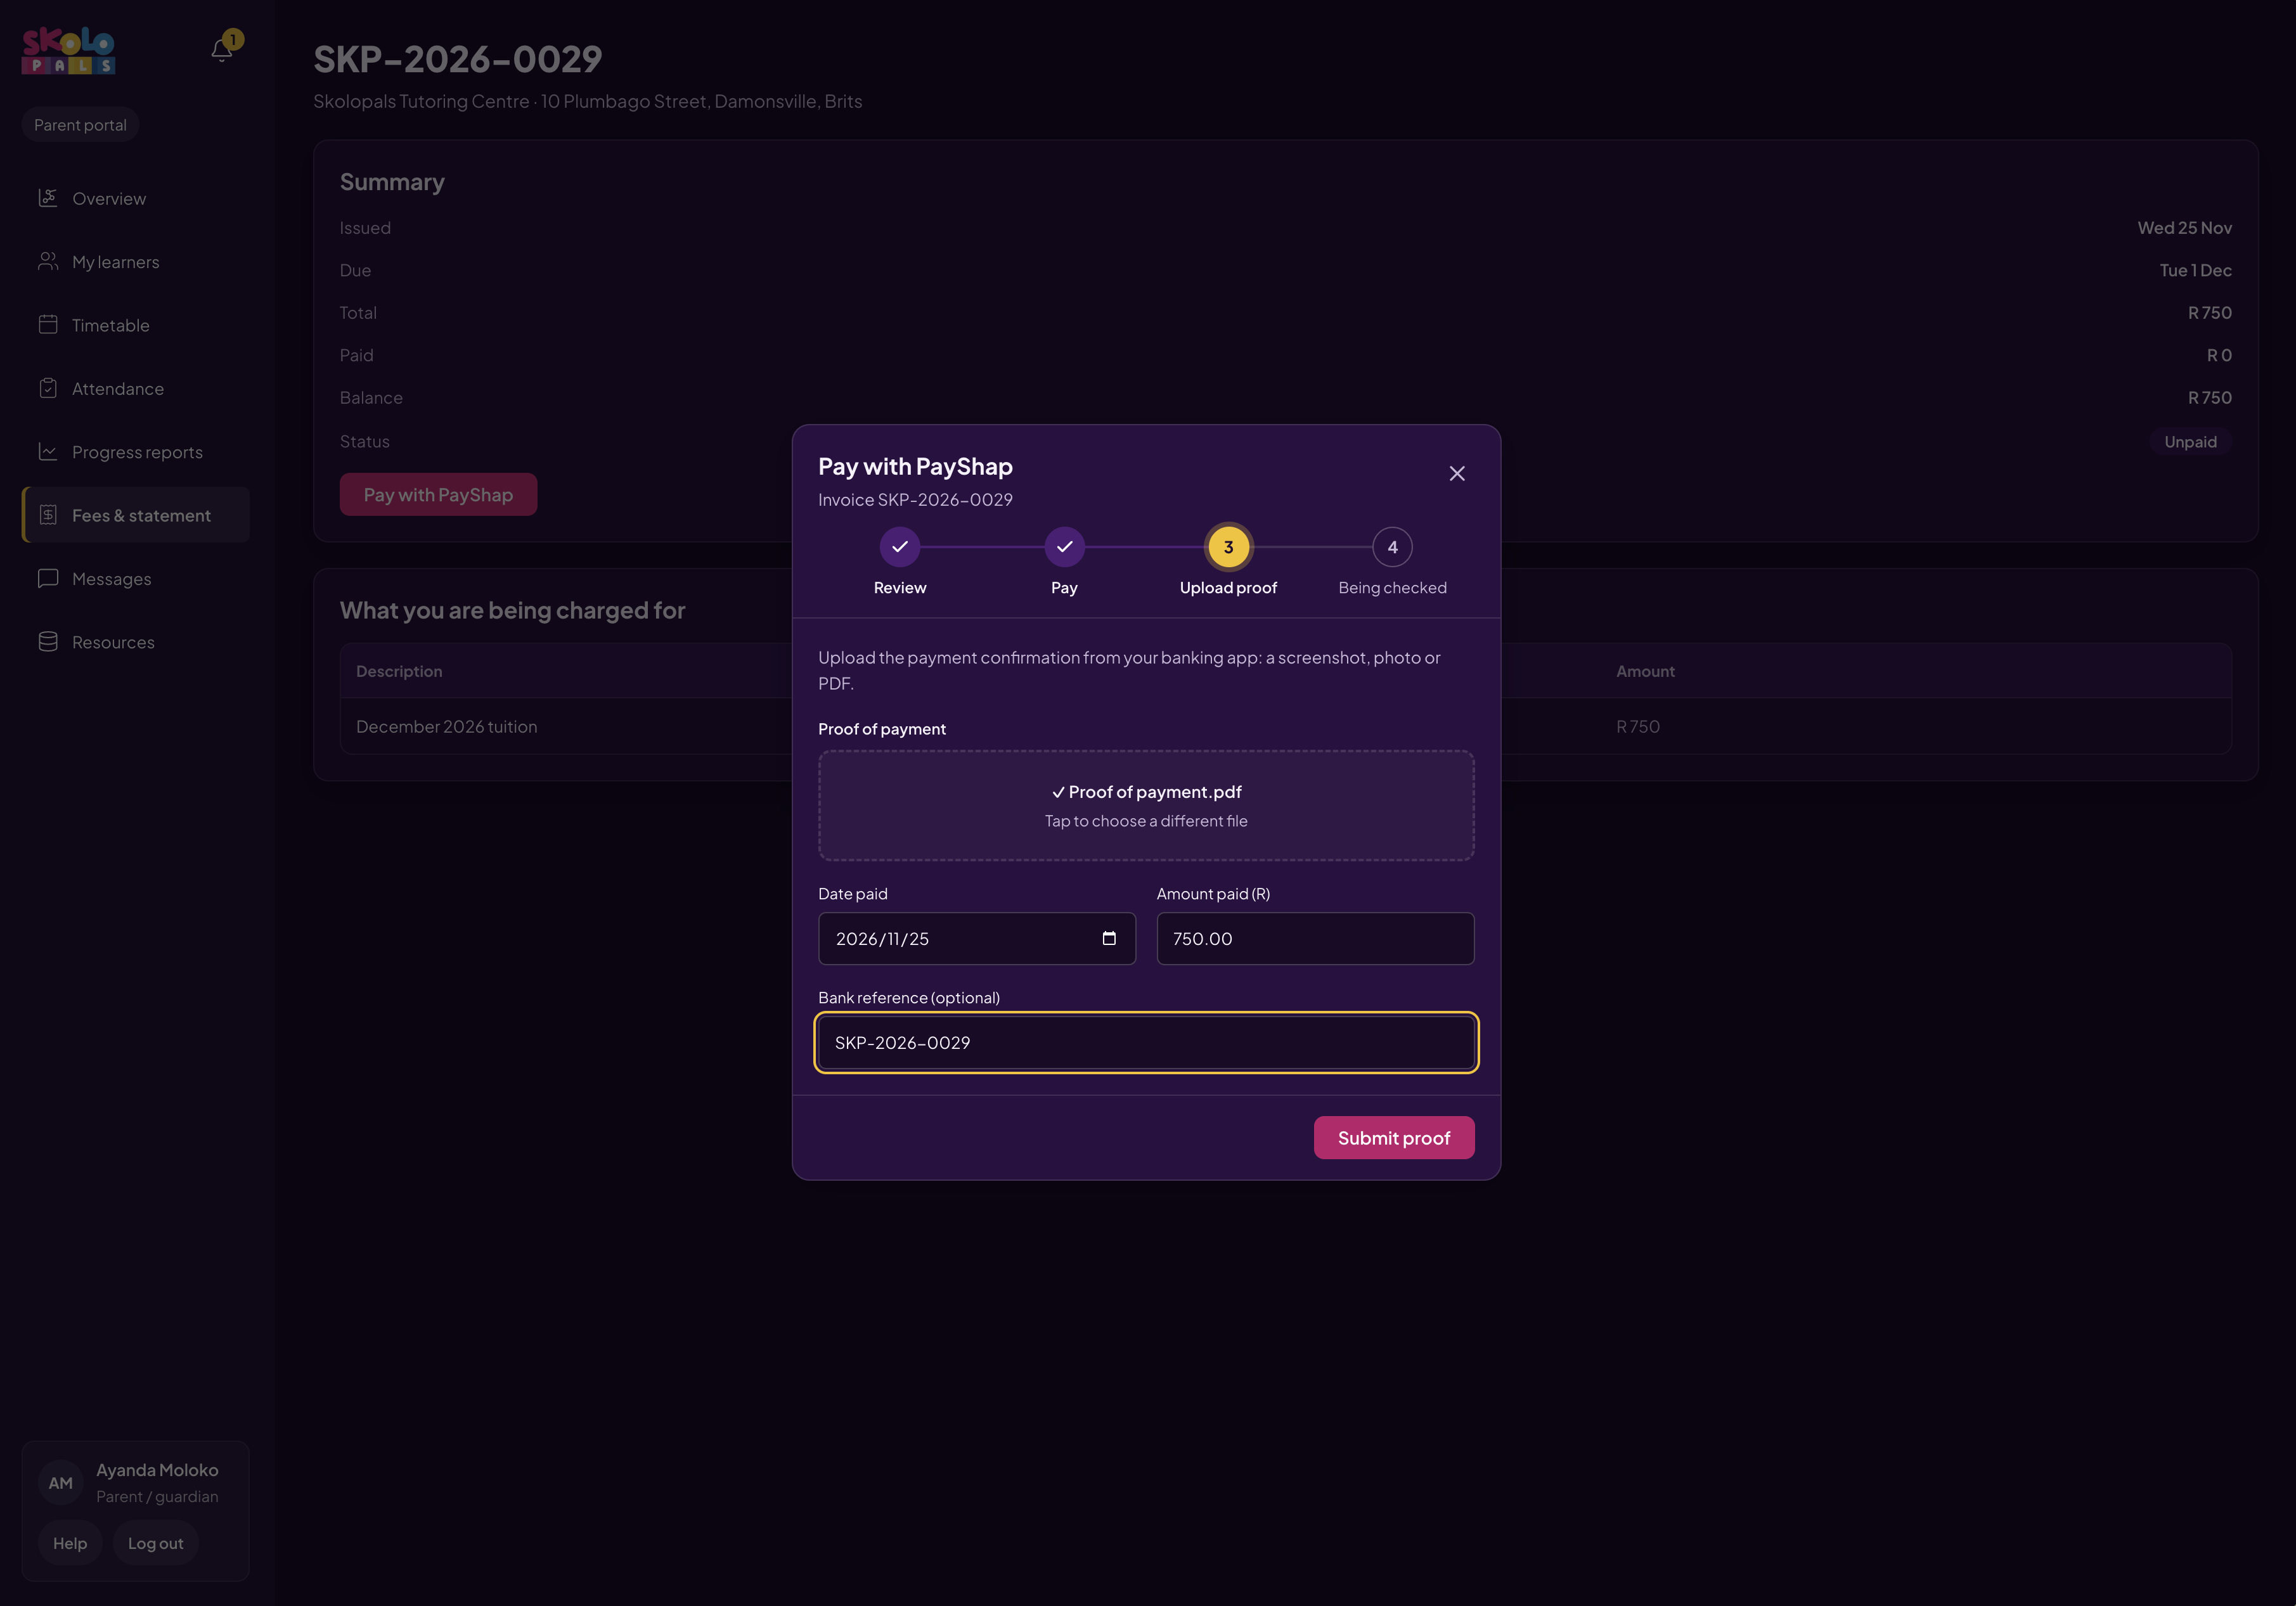 SKOLO
PALS
1
Parent portal
Overview
My learners
Timetable
Attendance
Progress reports
Fees & statement
Messages
Resources
AM
Ayanda Moloko
Parent / guardian
Help
Log out
SKP-2026-0029
Skolopals Tutoring Centre · 10 Plumbago Street, Damonsville, Brits
Summary
Issued
Wed 25 Nov
Due
Tue 1 Dec
Total
R 750
Paid
R 0
Balance
R 750
Status
Unpaid
Pay with PayShap
What you are being charged for
Description
Amount
December 2026 tuition
R 750
Pay with PayShap
Invoice SKP-2026-0029
3
4
Review
Pay
Upload proof
Being checked
Upload the payment confirmation from your banking app: a screenshot, photo or
PDF.
Proof of payment
✓ Proof of payment.pdf
Tap to choose a different file
Date paid
Amount paid (R)
2026/11/25
750.00
Bank reference (optional)
SKP-2026-0029
Submit proof